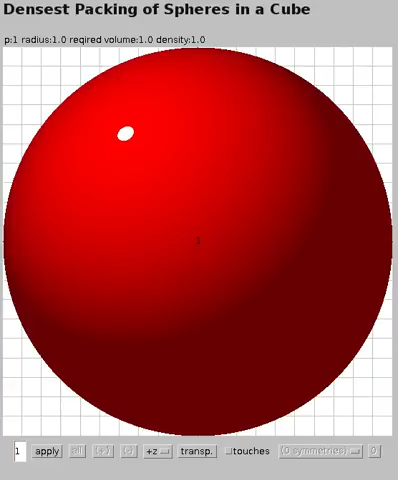 Densest Packing of Spheres in a Cube
p:1 radius:1.0 reqired volume:1.0 density:1.0
1
1 apply all (+) (-) +z transp. touches (0 symmetries) 0